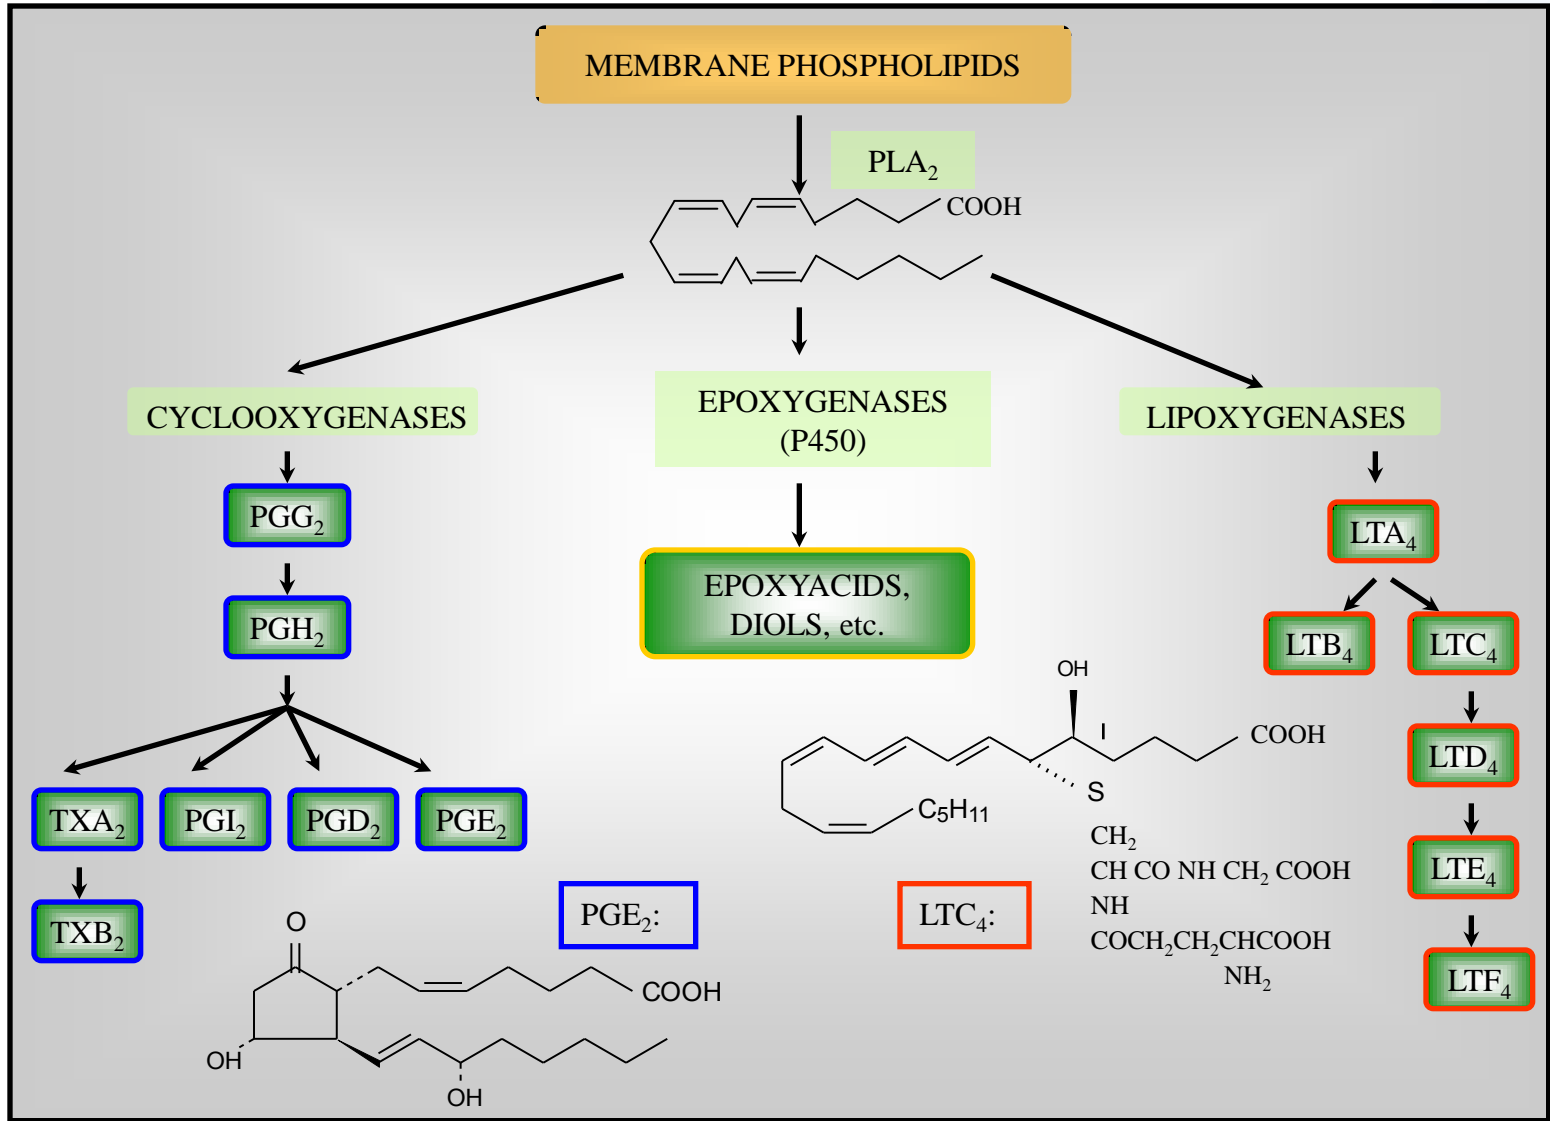 MEMBRANE PHOSPHOLIPIDS
PLA₂
COOH
CYCLOOXYGENASES
EPOXYGENASES
(P450)
LIPOXYGENASES
PGG₂
PGH₂
EPOXYACIDS,
DIOLS, etc.
LTA₄
LTB₄
LTC₄
LTD₄
LTE₄
LTF₄
TXA₂
PGI₂
PGD₂
PGE₂
TXB₂
OH
I
COOH
S
C₅H₁₁
CH₂
CH CO NH CH₂ COOH
NH
COCH₂CH₂CHCOOH
NH₂
PGE₂:
LTC₄:
O
COOH
OH
OH